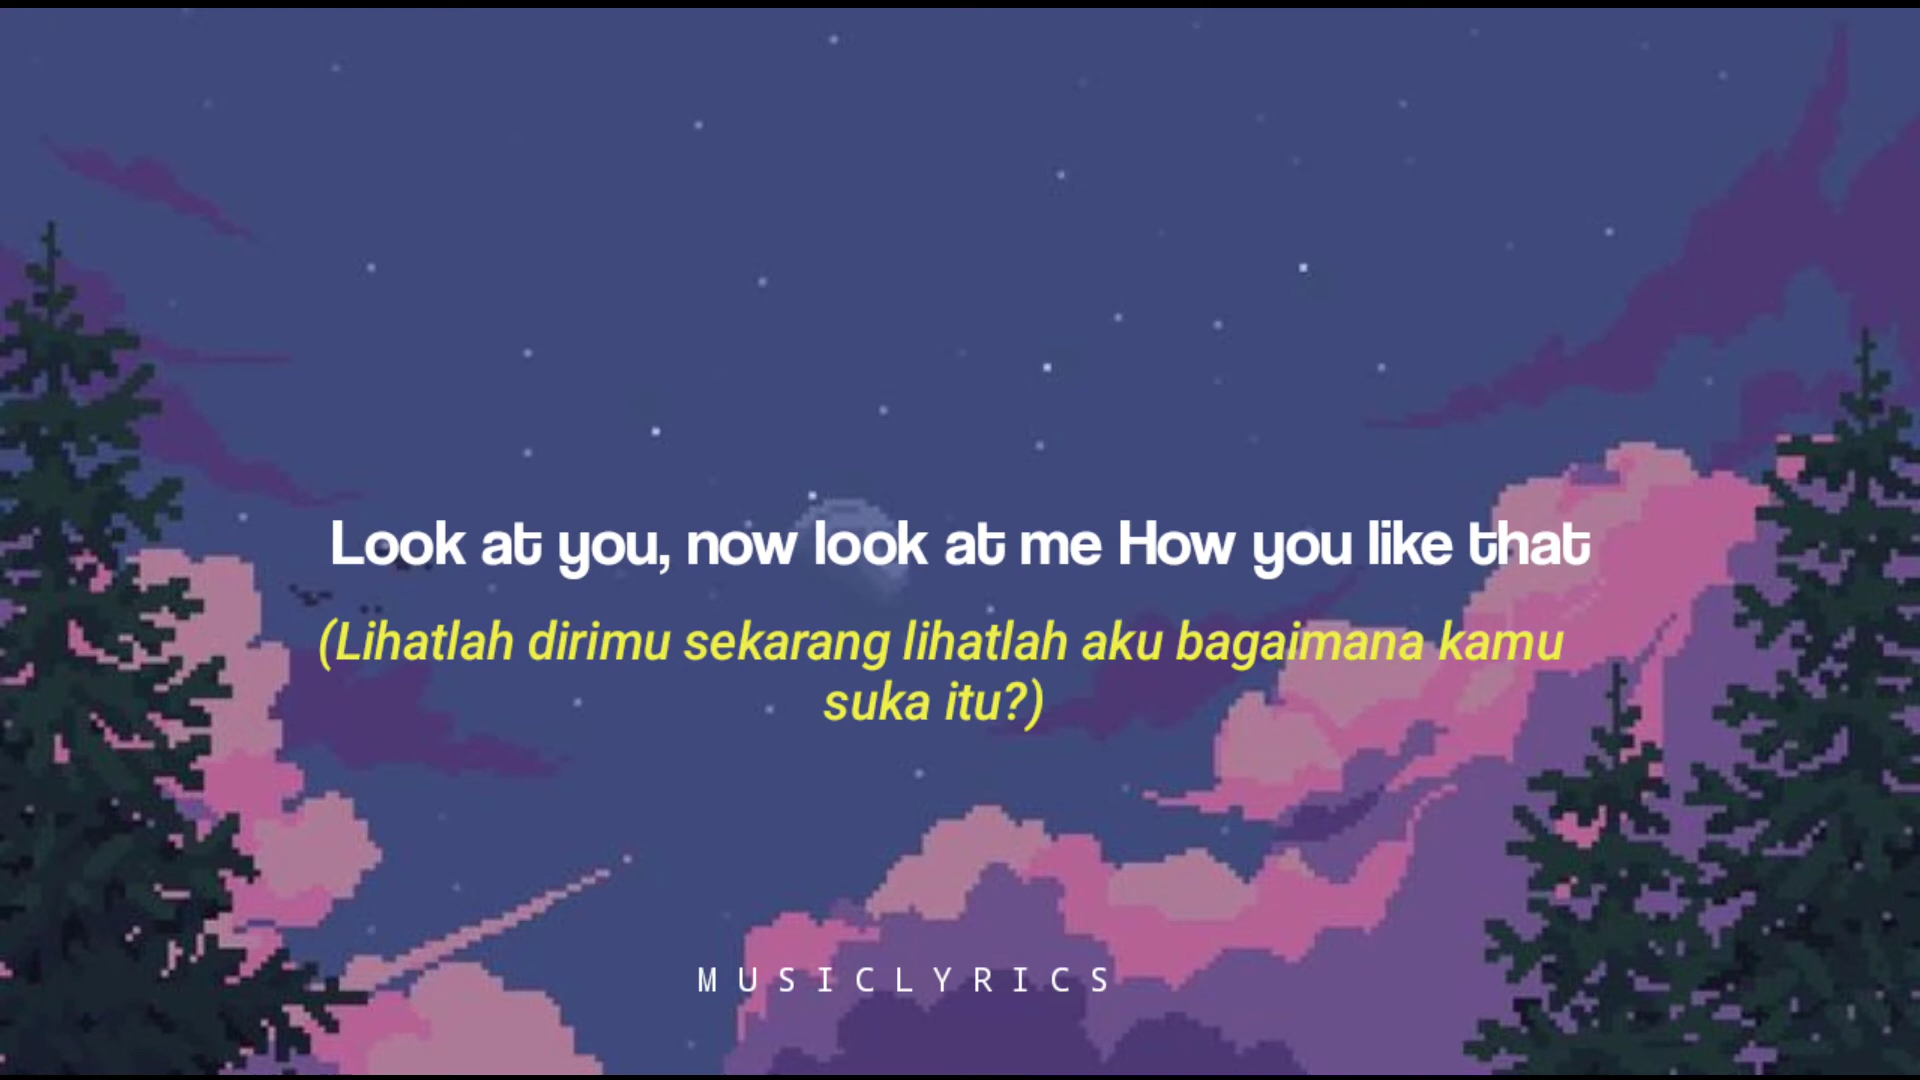 Look at you, now look at me How you like that
(Lihatlah dirimu sekarang lihatlah aku bagaimana kamu
suka itu?)
MUSICLYRICS